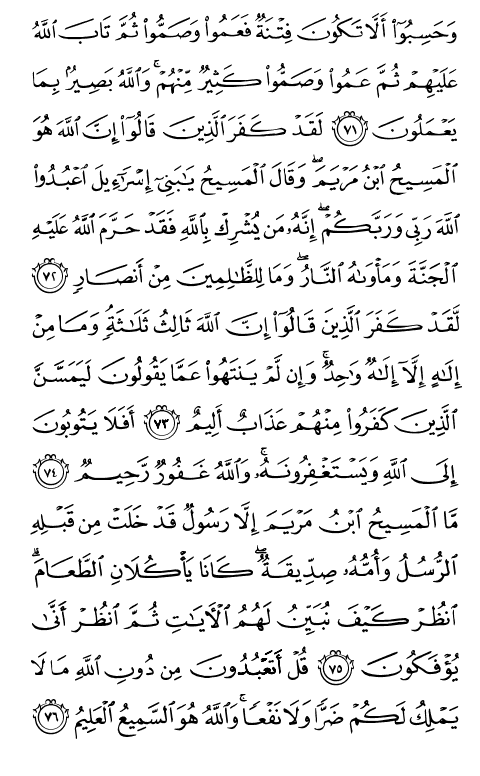 وَحَسِبُوٓا۟ أَلَّا تَكُونَ فِتْنَةٌ فَعَمُوا۟ وَصَمُّوا۟ ثُمَّ تَابَ ٱللَّهُ
عَلَيْهِمْ ثُمَّ عَمُوا۟ وَصَمُّوا۟ كَثِيرٌ مِّنْهُمْ ۚ وَٱللَّهُ بَصِيرٌۢ بِمَا
يَعْمَلُونَ ٧١ لَقَدْ كَفَرَ ٱلَّذِينَ قَالُوٓا۟ إِنَّ ٱللَّهَ هُوَ
ٱلْمَسِيحُ ٱبْنُ مَرْيَمَ ۖ وَقَالَ ٱلْمَسِيحُ يَـٰبَنِىٓ إِسْرَٰٓءِيلَ ٱعْبُدُوا۟
ٱللَّهَ رَبِّى وَرَبَّكُمْ ۖ إِنَّهُۥ مَن يُشْرِكْ بِٱللَّهِ فَقَدْ حَرَّمَ ٱللَّهُ عَلَيْهِ
ٱلْجَنَّةَ وَمَأْوَىٰهُ ٱلنَّارُ ۖ وَمَا لِلظَّـٰلِمِينَ مِنْ أَنصَارٍ ٧٢
لَّقَدْ كَفَرَ ٱلَّذِينَ قَالُوٓا۟ إِنَّ ٱللَّهَ ثَالِثُ ثَلَـٰثَةٍ ۘ وَمَا مِنْ
إِلَـٰهٍ إِلَّآ إِلَـٰهٌ وَٰحِدٌ ۚ وَإِن لَّمْ يَنتَهُوا۟ عَمَّا يَقُولُونَ لَيَمَسَّنَّ
ٱلَّذِينَ كَفَرُوا۟ مِنْهُمْ عَذَابٌ أَلِيمٌ ٧٣ أَفَلَا يَتُوبُونَ
إِلَى ٱللَّهِ وَيَسْتَغْفِرُونَهُۥ ۚ وَٱللَّهُ غَفُورٌ رَّحِيمٌ ٧٤
مَّا ٱلْمَسِيحُ ٱبْنُ مَرْيَمَ إِلَّا رَسُولٌ قَدْ خَلَتْ مِن قَبْلِهِ
ٱلرُّسُلُ وَأُمُّهُۥ صِدِّيقَةٌ ۖ كَانَا يَأْكُلَانِ ٱلطَّعَامَ ۗ
ٱنظُرْ كَيْفَ نُبَيِّنُ لَهُمُ ٱلْـَٔايَـٰتِ ثُمَّ ٱنظُرْ أَنَّىٰ
يُؤْفَكُونَ ٧٥ قُلْ أَتَعْبُدُونَ مِن دُونِ ٱللَّهِ مَا لَا
يَمْلِكُ لَكُمْ ضَرًّا وَلَا نَفْعًا ۚ وَٱللَّهُ هُوَ ٱلسَّمِيعُ ٱلْعَلِيمُ ٧٦